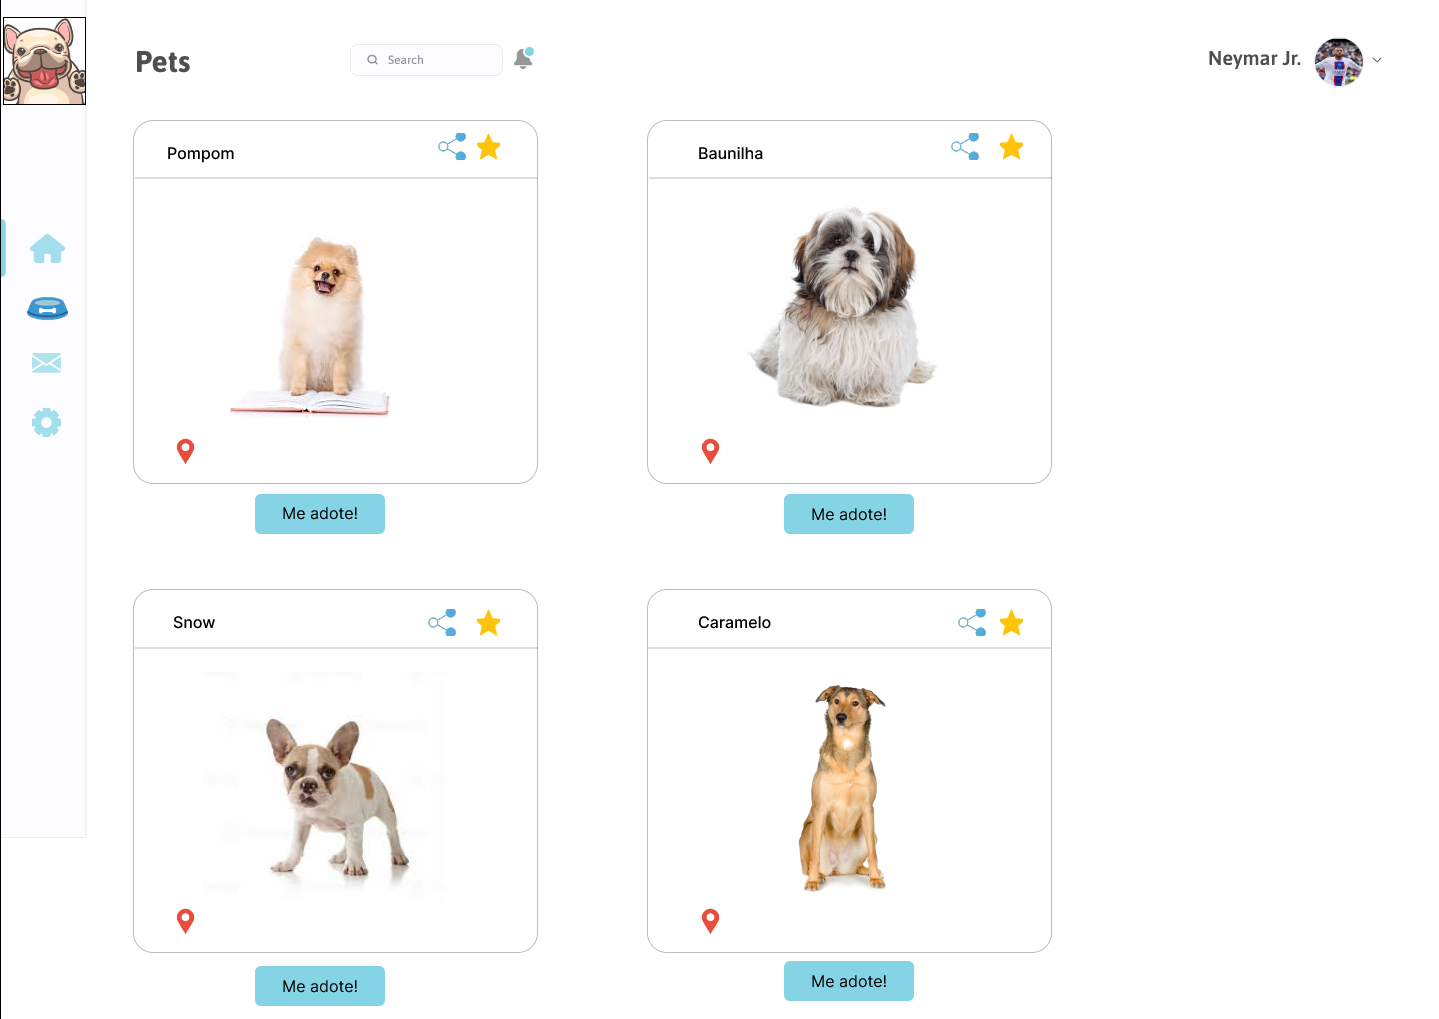 Pets
Search
Neymar Jr.
Pompom
Baunilha
Me adote!
Me adote!
Snow
Caramelo
Me adote!
Me adote!